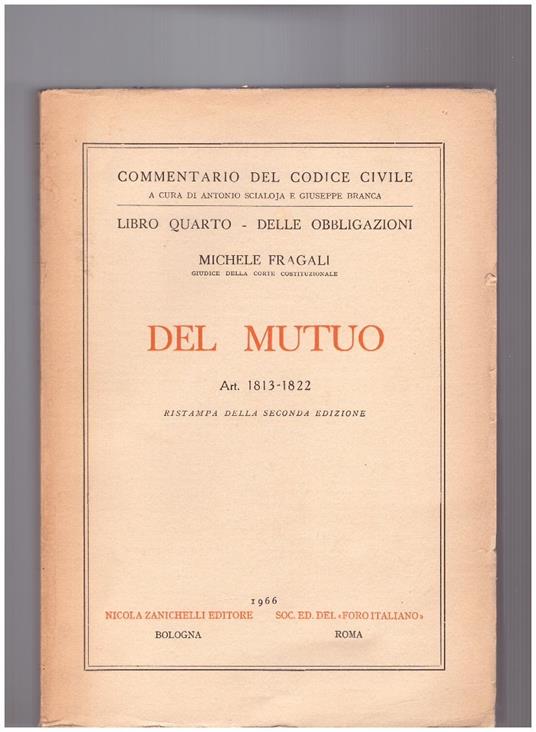 COMMENTARIO DEL CODICE CIVILE
A CURA DI ANTONIO SCIALOJA E GIUSEPPE BRANCA
LIBRO QUARTO - DELLE OBBLIGAZIONI
MICHELE FRAGALI
GIUDICE DELLA CORTE COSTITUZIONALE
DEL MUTUO
Art. 1813-1822
RISTAMPA DELLA SECONDA EDIZIONE
1966
NICOLA ZANICHELLI EDITORE SOC. ED. DEL «FORO ITALIANO»
BOLOGNA ROMA